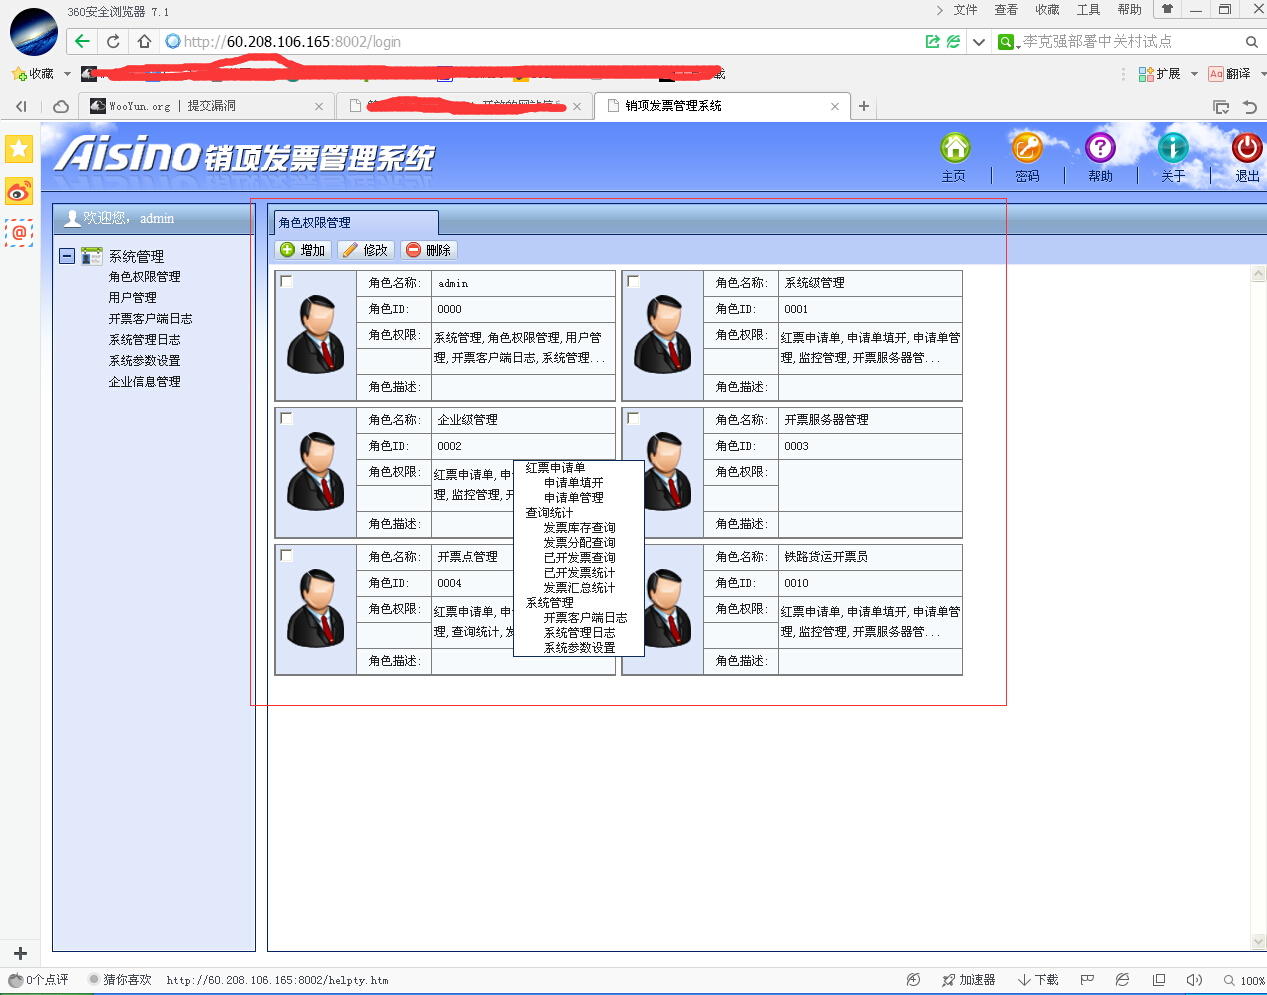 360安全浏览器 7.1
文件 查看 收藏 工具 帮助
http://60.208.106.165:8002/login
李克强部署中关村试点
收藏
扩展 翻译
WooYun.org | 提交漏洞
销项发票管理系统
Aisino 销项发票管理系统
主页 密码 帮助 关于 退出
欢迎您，admin
系统管理
角色权限管理
用户管理
开票客户端日志
系统管理日志
系统参数设置
企业信息管理
角色权限管理
增加 修改 删除
角色名称: admin
角色ID: 0000
角色权限: 系统管理,角色权限管理,用户管
理,开票客户端日志,系统管理...
角色描述:
角色名称: 系统级管理
角色ID: 0001
角色权限: 红票申请单,申请单填开,申请单管
理,监控管理,开票服务器管...
角色描述:
角色名称: 企业级管理
角色ID: 0002
角色权限: 红票申请单,申
理,监控管理,开
角色描述:
角色名称: 开票服务器管理
角色ID: 0003
角色权限:
角色描述:
角色名称: 开票点管理
角色ID: 0004
角色权限: 红票申请单,申
理,查询统计,发
角色描述:
角色名称: 铁路货运开票员
角色ID: 0010
角色权限: 红票申请单,申请单填开,申请单管
理,监控管理,开票服务器管...
角色描述:
红票申请单
申请单填开
申请单管理
查询统计
发票库存查询
发票分配查询
已开发票查询
已开发票统计
发票汇总统计
系统管理
开票客户端日志
系统管理日志
系统参数设置
0个点评 猜你喜欢 http://60.208.106.165:8002/helpty.htm
加速器 下载 100%